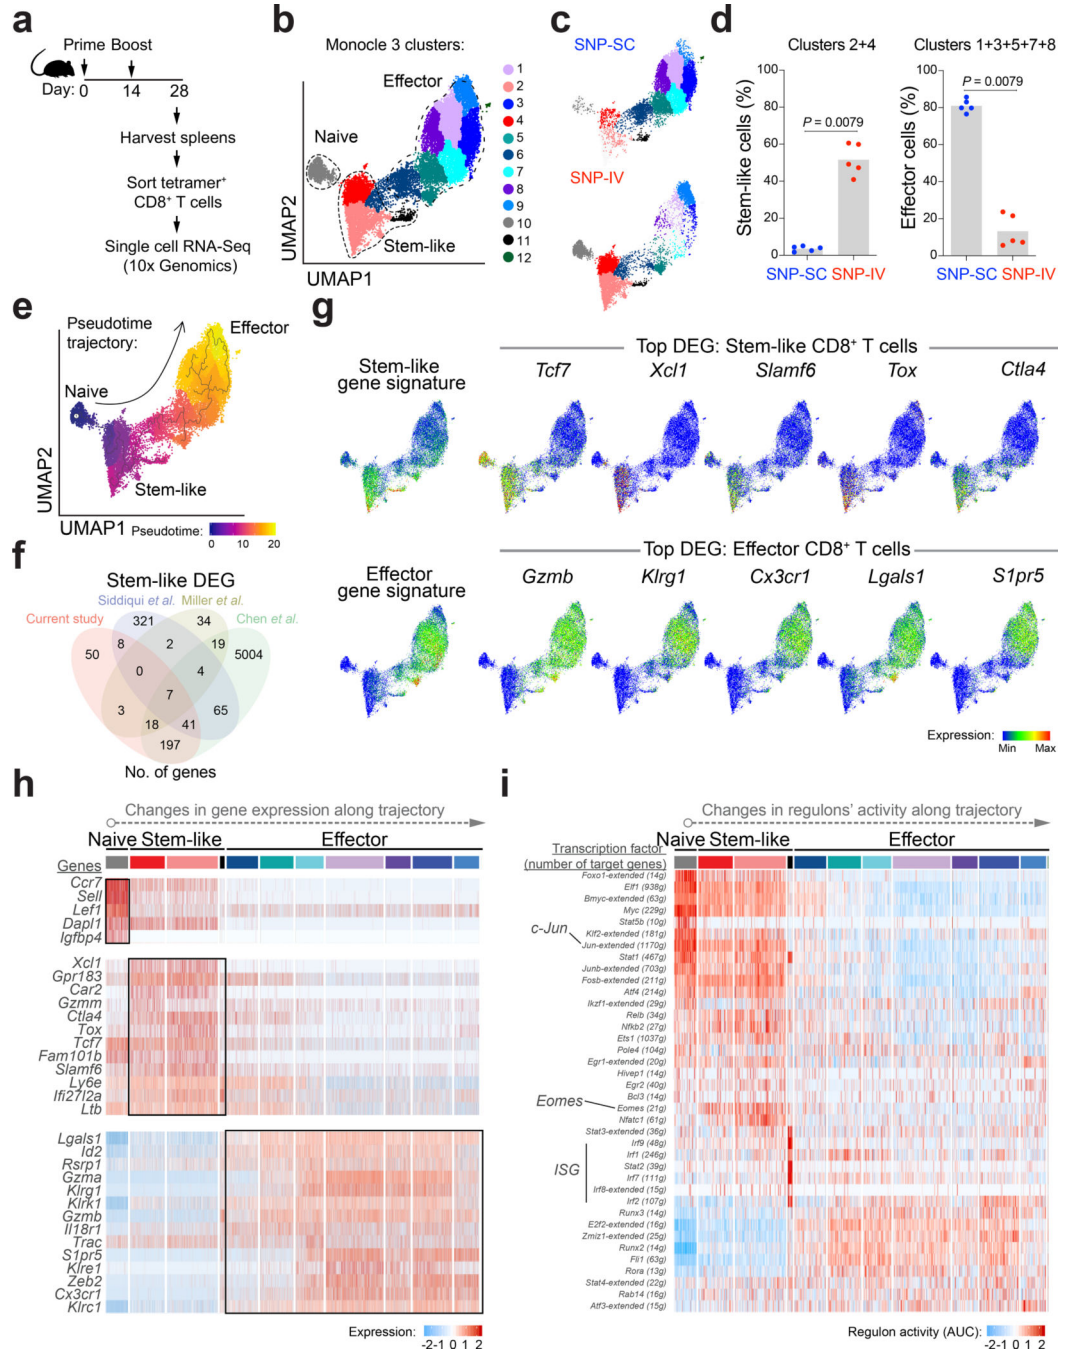 a
Prime Boost
Day: 0 14 28
Harvest spleens
Sort tetramer⁺
CD8⁺ T cells
Single cell RNA-Seq
(10x Genomics)
b
Monocle 3 clusters:
Effector
Naive
Stem-like
UMAP2
UMAP1
1
2
3
4
5
6
7
8
9
10
11
12
c
SNP-SC
SNP-IV
d
Clusters 2+4
Stem-like cells (%)
100
80
60
40
20
0
P = 0.0079
SNP-SC SNP-IV
Clusters 1+3+5+7+8
Effector cells (%)
100
80
60
40
20
0
P = 0.0079
SNP-SC SNP-IV
e
Pseudotime
trajectory:
Effector
Naive
Stem-like
UMAP2
UMAP1
Pseudotime:
0 10 20
f
Stem-like DEG
Siddiqui et al. Miller et al.
Current study
Chen et al.
321 34
50 8 2 19 5004
0 4
7
3 65
18 41
197
No. of genes
g
Stem-like
gene signature
Top DEG: Stem-like CD8⁺ T cells
Tcf7 Xcl1 Slamf6 Tox Ctla4
Effector
gene signature
Top DEG: Effector CD8⁺ T cells
Gzmb Klrg1 Cx3cr1 Lgals1 S1pr5
Expression:
Min Max
h
Changes in gene expression along trajectory
Naive Stem-like Effector
Genes
Ccr7
Sell
Lef1
Dapl1
Igfbp4
Xcl1
Gpr183
Car2
Gzmm
Ctla4
Tox
Tcf7
Fam101b
Slamf6
Ly6e
Ifi27l2a
Ltb
Lgals1
Id2
Rsrp1
Gzma
Klrg1
Klrk1
Gzmb
Il18r1
Trac
S1pr5
Klre1
Zeb2
Cx3cr1
Klrc1
Expression:
-2 -1 0 1 2
i
Changes in regulons' activity along trajectory
Naive Stem-like Effector
Transcription factor
(number of target genes)
Foxo1-extended (14g)
Elf1 (938g)
Bmyc-extended (63g)
Myc (229g)
Stat5b (10g)
Klf2-extended (181g)
Jun-extended (1170g)
Stat1 (467g)
Junb-extended (703g)
Fosb-extended (211g)
Atf4 (214g)
Ikzf1-extended (29g)
Relb (34g)
Nfkb2 (27g)
Ets1 (1037g)
Pole4 (104g)
Egr1-extended (20g)
Hivep1 (14g)
Egr2 (40g)
Bcl3 (14g)
Eomes (21g)
Nfatc1 (61g)
Stat3-extended (36g)
Irf9 (48g)
Irf1 (246g)
Stat2 (39g)
Irf7 (111g)
Irf8-extended (15g)
Irf2 (107g)
Runx3 (14g)
E2f2-extended (16g)
Zmiz1-extended (25g)
Runx2 (14g)
Fli1 (63g)
Rora (13g)
Stat4-extended (22g)
Rab14 (16g)
Atf3-extended (15g)
c-Jun
Eomes
ISG
Regulon activity (AUC):
-2 -1 0 1 2